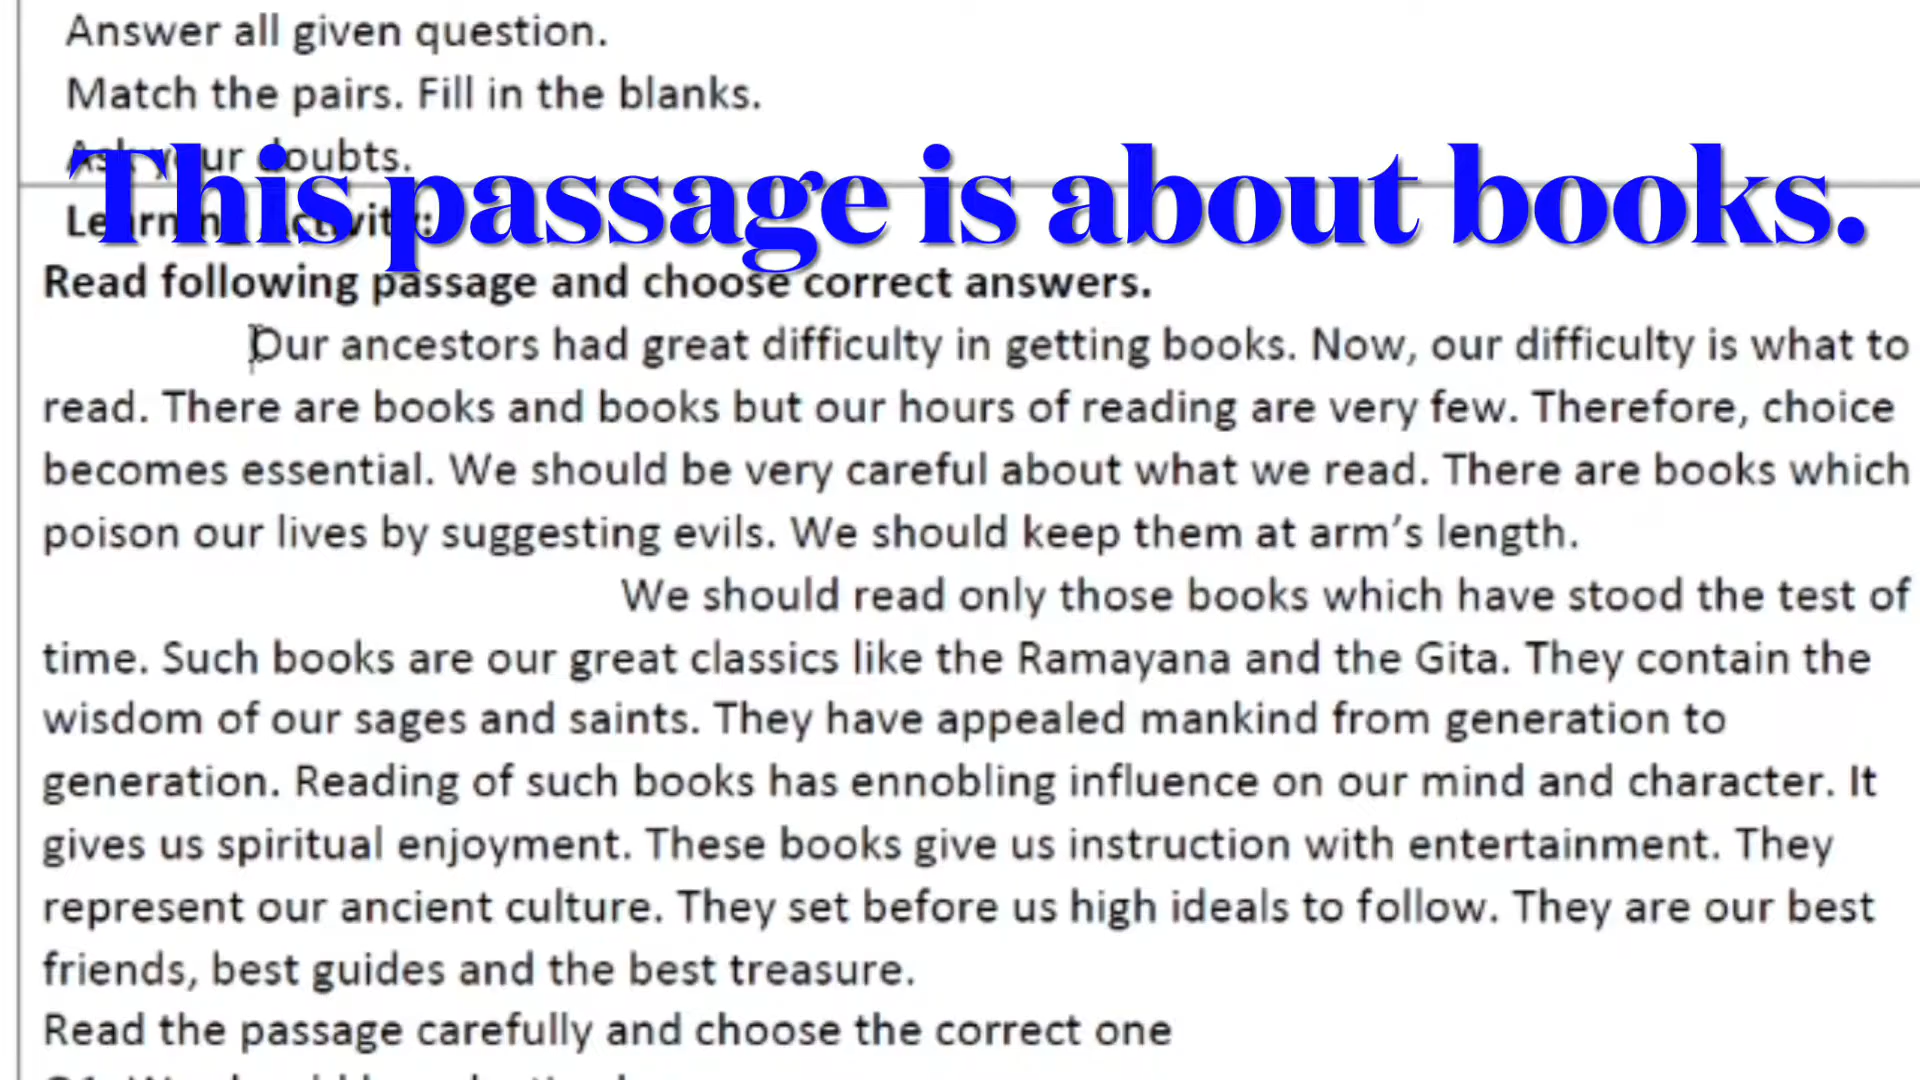 Answer all given question.
Match the pairs. Fill in the blanks.
Ask your doubts.
This passage is about books.
Learning Activity:
Read following passage and choose correct answers.
Our ancestors had great difficulty in getting books. Now, our difficulty is what to
read. There are books and books but our hours of reading are very few. Therefore, choice
becomes essential. We should be very careful about what we read. There are books which
poison our lives by suggesting evils. We should keep them at arm’s length.
We should read only those books which have stood the test of
time. Such books are our great classics like the Ramayana and the Gita. They contain the
wisdom of our sages and saints. They have appealed mankind from generation to
generation. Reading of such books has ennobling influence on our mind and character. It
gives us spiritual enjoyment. These books give us instruction with entertainment. They
represent our ancient culture. They set before us high ideals to follow. They are our best
friends, best guides and the best treasure.
Read the passage carefully and choose the correct one